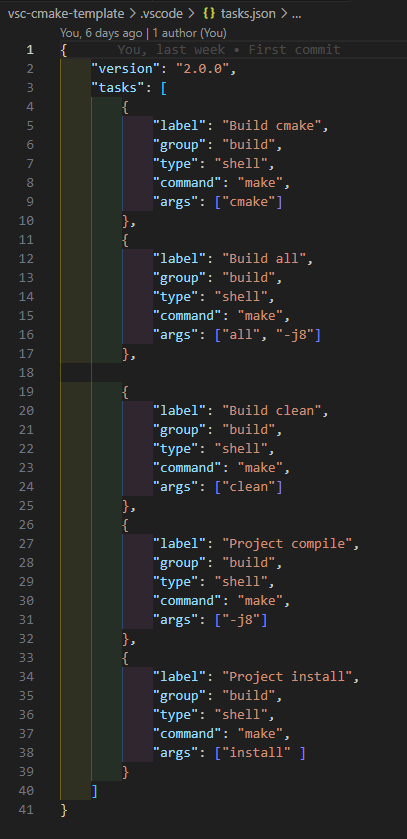 vsc-cmake-template > .vscode > {} tasks.json > ...
You, 6 days ago | 1 author (You)
1 { You, last week • First commit
2 "version": "2.0.0",
3 "tasks": [
4 {
5 "label": "Build cmake",
6 "group": "build",
7 "type": "shell",
8 "command": "make",
9 "args": ["cmake"]
10 },
11 {
12 "label": "Build all",
13 "group": "build",
14 "type": "shell",
15 "command": "make",
16 "args": ["all", "-j8"]
17 },
18
19 {
20 "label": "Build clean",
21 "group": "build",
22 "type": "shell",
23 "command": "make",
24 "args": ["clean"]
25 },
26 {
27 "label": "Project compile",
28 "group": "build",
29 "type": "shell",
30 "command": "make",
31 "args": ["-j8"]
32 },
33 {
34 "label": "Project install",
35 "group": "build",
36 "type": "shell",
37 "command": "make",
38 "args": ["install" ]
39 }
40 ]
41 }